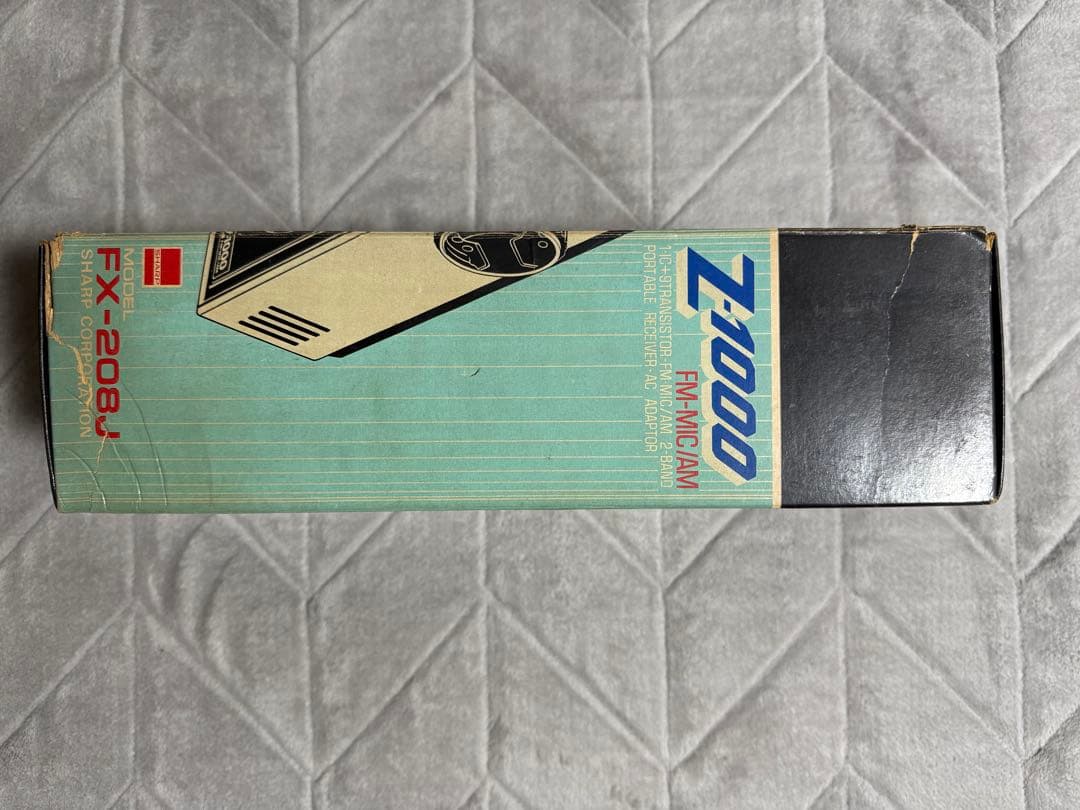 Z·1000
FM-MIC/AM
1·IC+9TRANSISTOR·FM-MIC/AM 2-BAND
PORTABLE RECEIVER·AC ADAPTOR
Z-1000
SHARP
MODEL
FX-208J
SHARP CORPORATION